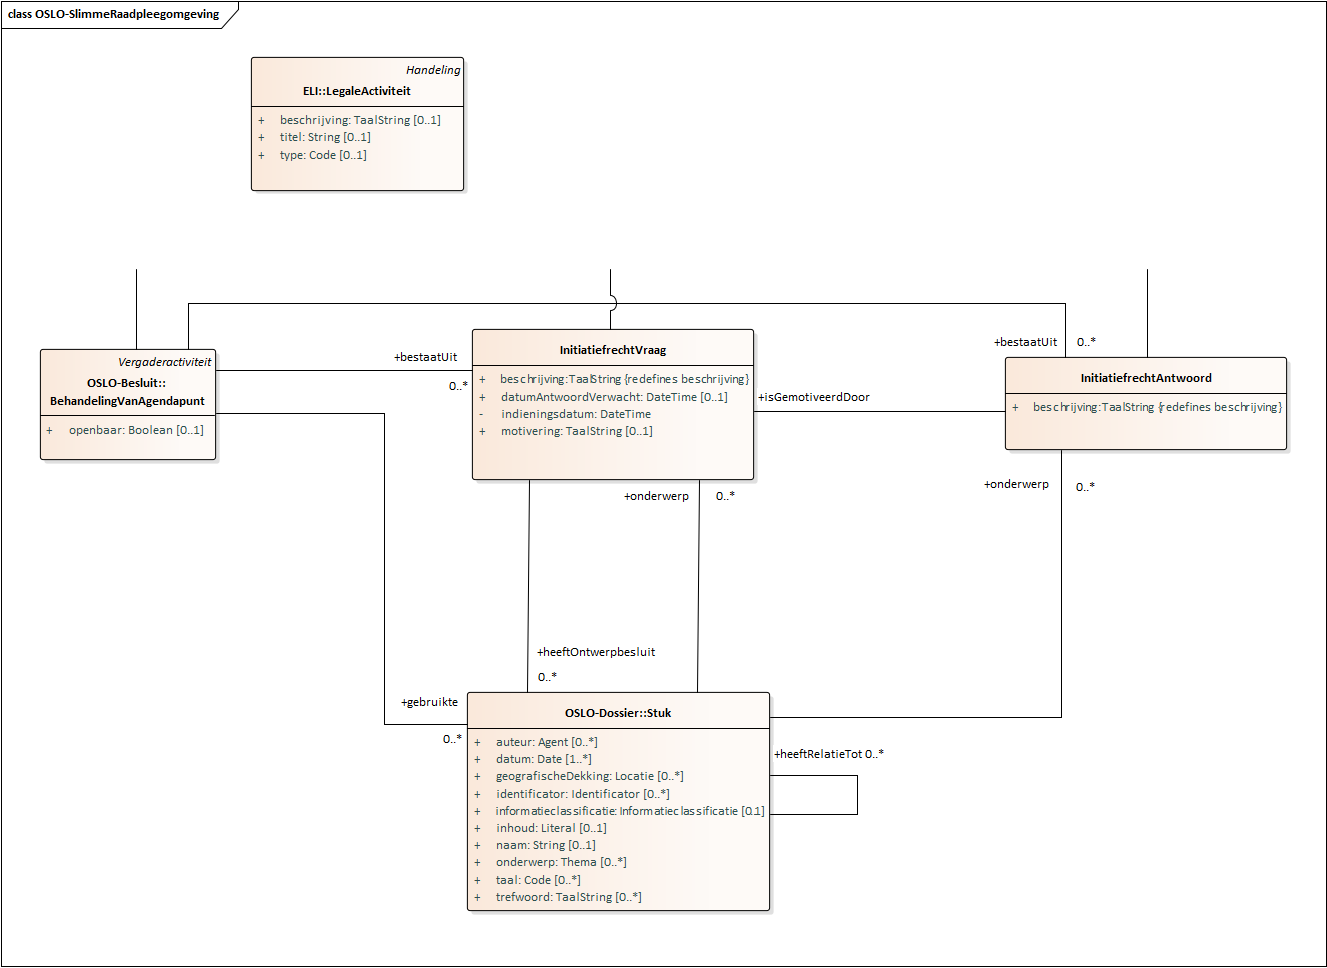 class OSLO-SlimmeRaadpleegomgeving
Handeling
ELI::LegaleActiviteit
+ beschrijving: TaalString [0..1]
+ titel: String [0..1]
+ type: Code [0..1]
+bestaatUit
0..*
+bestaatUit 0..*
Vergaderactiviteit
OSLO-Besluit::
BehandelingVanAgendapunt
+ openbaar: Boolean [0..1]
InitiatiefrechtVraag
+ beschrijving:TaalString {redefines beschrijving}
+ datumAntwoordVerwacht: DateTime [0..1]
- indieningsdatum: DateTime
+ motivering: TaalString [0..1]
+isGemotiveerdDoor
InitiatiefrechtAntwoord
+ beschrijving:TaalString {redefines beschrijving}
+onderwerp 0..*
+onderwerp 0..*
+heeftOntwerpbesluit
0..*
+gebruikte
0..*
OSLO-Dossier::Stuk
+ auteur: Agent [0..*]
+ datum: Date [1..*]
+ geografischeDekking: Locatie [0..*]
+ identificator: Identificator [0..*]
+ informatieclassificatie: Informatieclassificatie [0..1]
+ inhoud: Literal [0..1]
+ naam: String [0..1]
+ onderwerp: Thema [0..*]
+ taal: Code [0..*]
+ trefwoord: TaalString [0..*]
+heeftRelatieTot 0..*